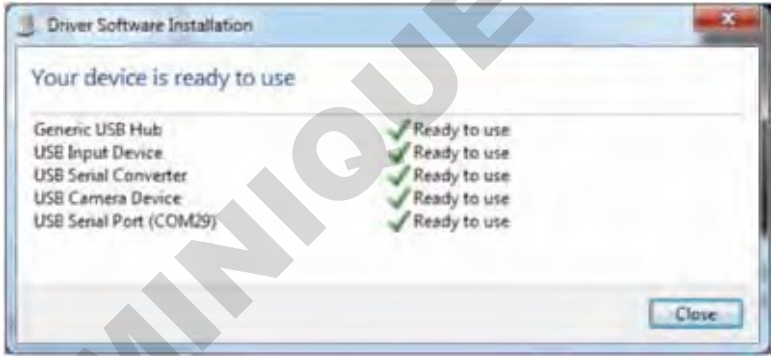 Driver Software Installation
Your device is ready to use
Generic USB Hub Ready to use
USB Input Device Ready to use
USB Serial Converter Ready to use
USB Camera Device Ready to use
USB Serial Port (COM29) Ready to use
Close
MINIQUE